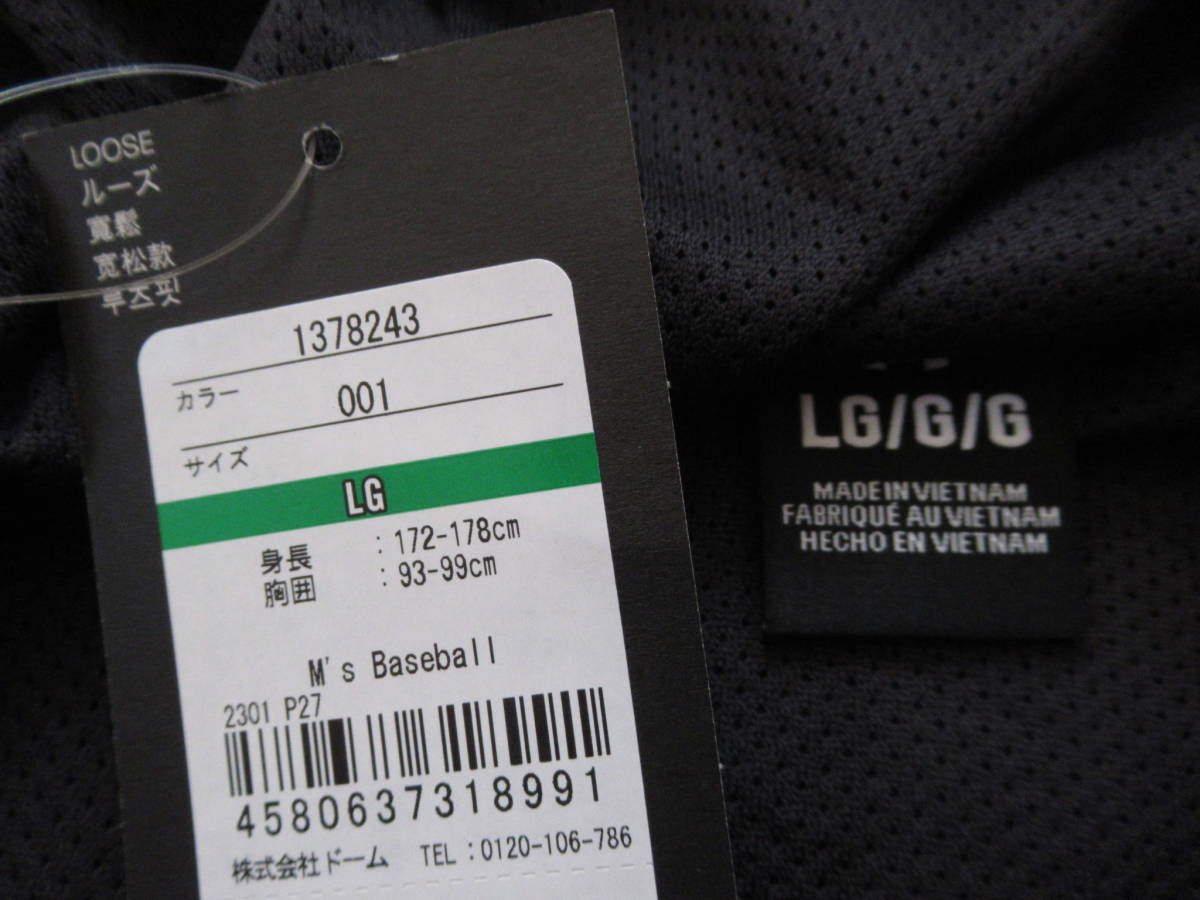 LOOSE
ルーズ
寬鬆
宽松款
루즈핏
1378243
カラー 001
サイズ
LG
身長 : 172-178cm
胸囲 : 93-99cm
M's Baseball
2301 P27
4580637318991
株式会社ドーム TEL:0120-106-786
LG/G/G
MADE IN VIETNAM
FABRIQUÉ AU VIETNAM
HECHO EN VIETNAM